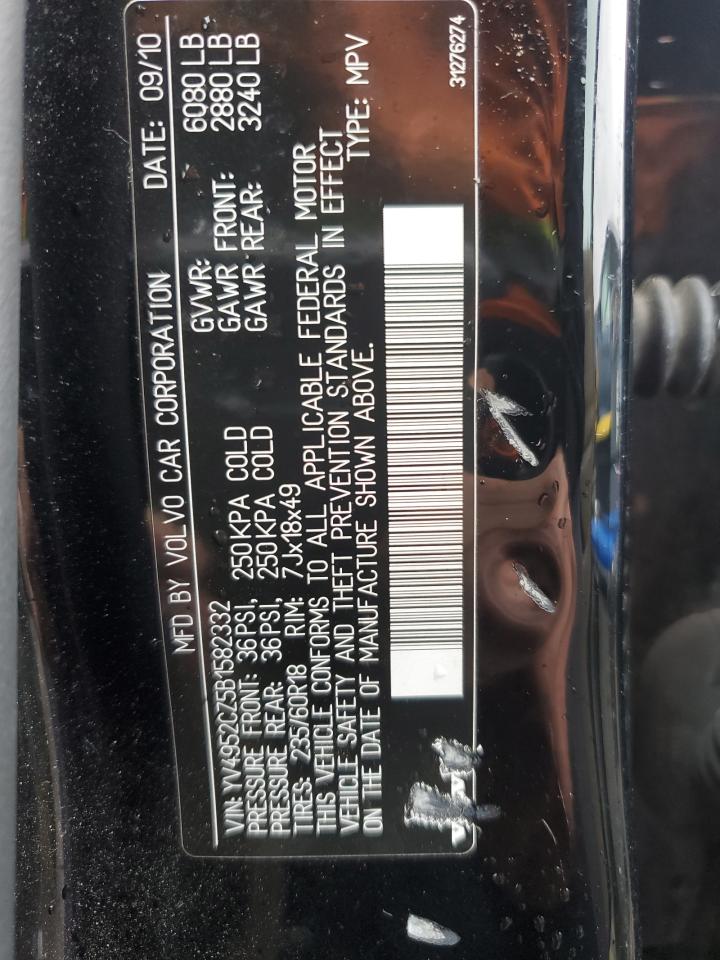 MFD.BY VOLVO CAR CORPORATION DATE: 09/10
GVWR: 6080 LB
VIN: YV4952CZ5B1582332 GAWR FRONT: 2880 LB
PRESSURE FRONT: 36PSI, 250KPA COLD GAWR REAR: 3240 LB
PRESSURE REAR: 36PSI, 250KPA COLD
TIRES: 235/60R18 RIM: 7Jx18x49
THIS VEHICLE CONFORMS TO ALL APPLICABLE FEDERAL MOTOR
VEHICLE SAFETY AND THEFT PREVENTION STANDARDS IN EFFECT
ON THE DATE OF MANUFACTURE SHOWN ABOVE. TYPE: MPV
31276274